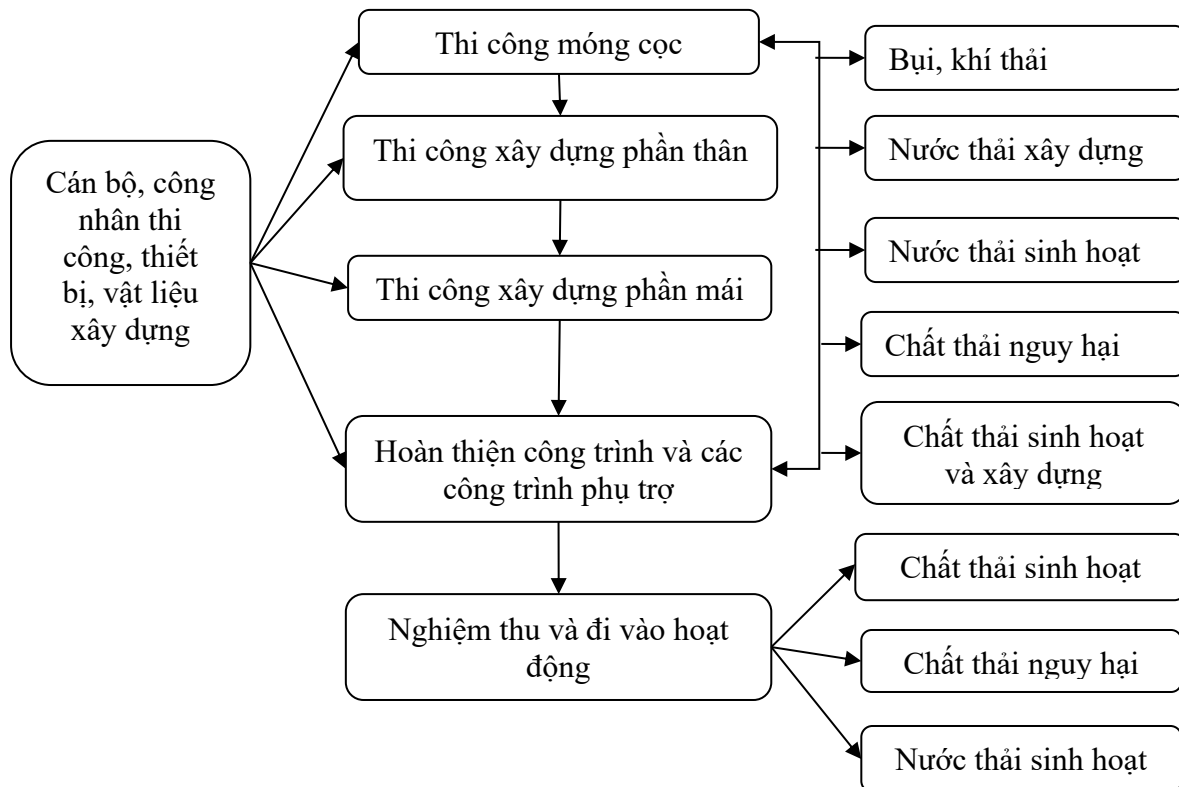 Cán bộ, công
nhân thi
công, thiết
bị, vật liệu
xây dựng
Thi công móng cọc
Thi công xây dựng phần thân
Thi công xây dựng phần mái
Hoàn thiện công trình và các
công trình phụ trợ
Nghiệm thu và đi vào hoạt
động
Bụi, khí thải
Nước thải xây dựng
Nước thải sinh hoạt
Chất thải nguy hại
Chất thải sinh hoạt
và xây dựng
Chất thải sinh hoạt
Chất thải nguy hại
Nước thải sinh hoạt